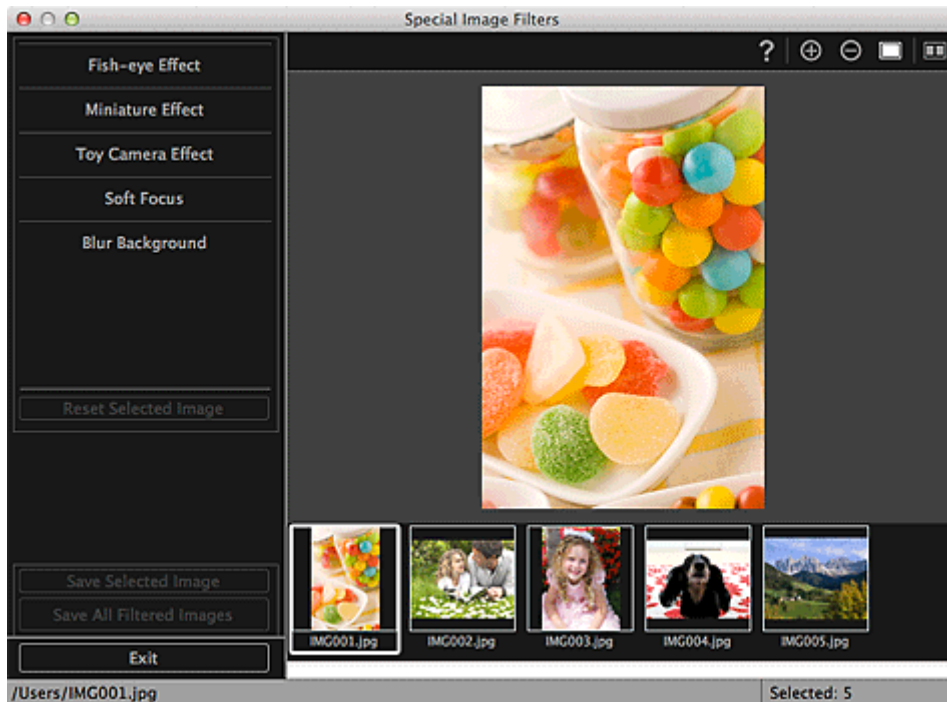 Special Image Filters
?
Fish-eye Effect
Miniature Effect
Toy Camera Effect
Soft Focus
Blur Background
Reset Selected Image
Save Selected Image
Save All Filtered Images
Exit
IMG001.jpg
IMG002.jpg
IMG003.jpg
IMG004.jpg
IMG005.jpg
/Users/IMG001.jpg
Selected: 5